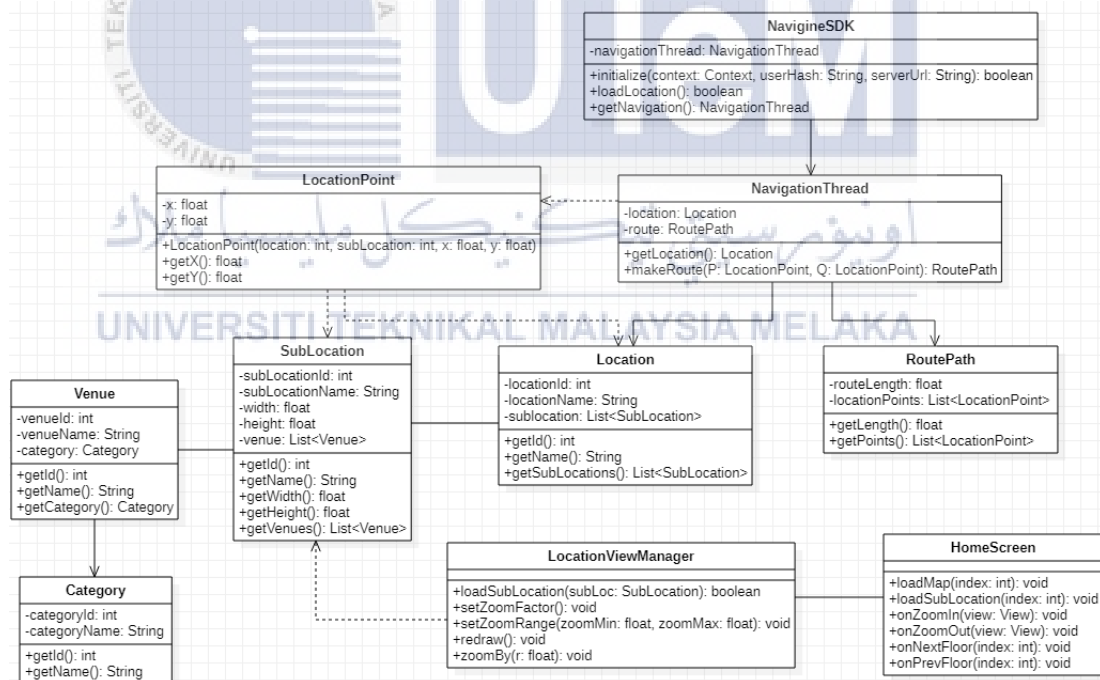 UTeM
UNIVERSITI TEK
NavigineSDK
-navigationThread: NavigationThread
+initialize(context: Context, userHash: String, serverUrl: String): boolean
+loadLocation(): boolean
+getNavigation(): NavigationThread
LocationPoint
-x: float
-y: float
+LocationPoint(location: int, subLocation: int, x: float, y: float)
+getX(): float
+getY(): float
NavigationThread
-location: Location
-route: RoutePath
+getLocation(): Location
+makeRoute(P: LocationPoint, Q: LocationPoint): RoutePath
اونيۏرسيتي تيكنيكل مليسيا ملاك
UNIVERSITI TEKNIKAL MALAYSIA MELAKA
SubLocation
-subLocationId: int
-subLocationName: String
-width: float
-height: float
-venue: List<Venue>
+getId(): int
+getName(): String
+getWidth(): float
+getHeight(): float
+getVenues(): List<Venue>
Location
-locationId: int
-locationName: String
-sublocation: List<SubLocation>
+getId(): int
+getName(): String
+getSubLocations(): List<SubLocation>
RoutePath
-routeLength: float
-locationPoints: List<LocationPoint>
+getLength(): float
+getPoints(): List<LocationPoint>
Venue
-venueId: int
-venueName: String
-category: Category
+getId(): int
+getName(): String
+getCategory(): Category
Category
-categoryId: int
-categoryName: String
+getId(): int
+getName(): String
LocationViewManager
+loadSubLocation(subLoc: SubLocation): boolean
+setZoomFactor(): void
+setZoomRange(zoomMin: float, zoomMax: float): void
+redraw(): void
+zoomBy(r: float): void
HomeScreen
+loadMap(index: int): void
+loadSubLocation(index: int): void
+onZoomIn(view: View): void
+onZoomOut(view: View): void
+onNextFloor(index: int): void
+onPrevFloor(index: int): void